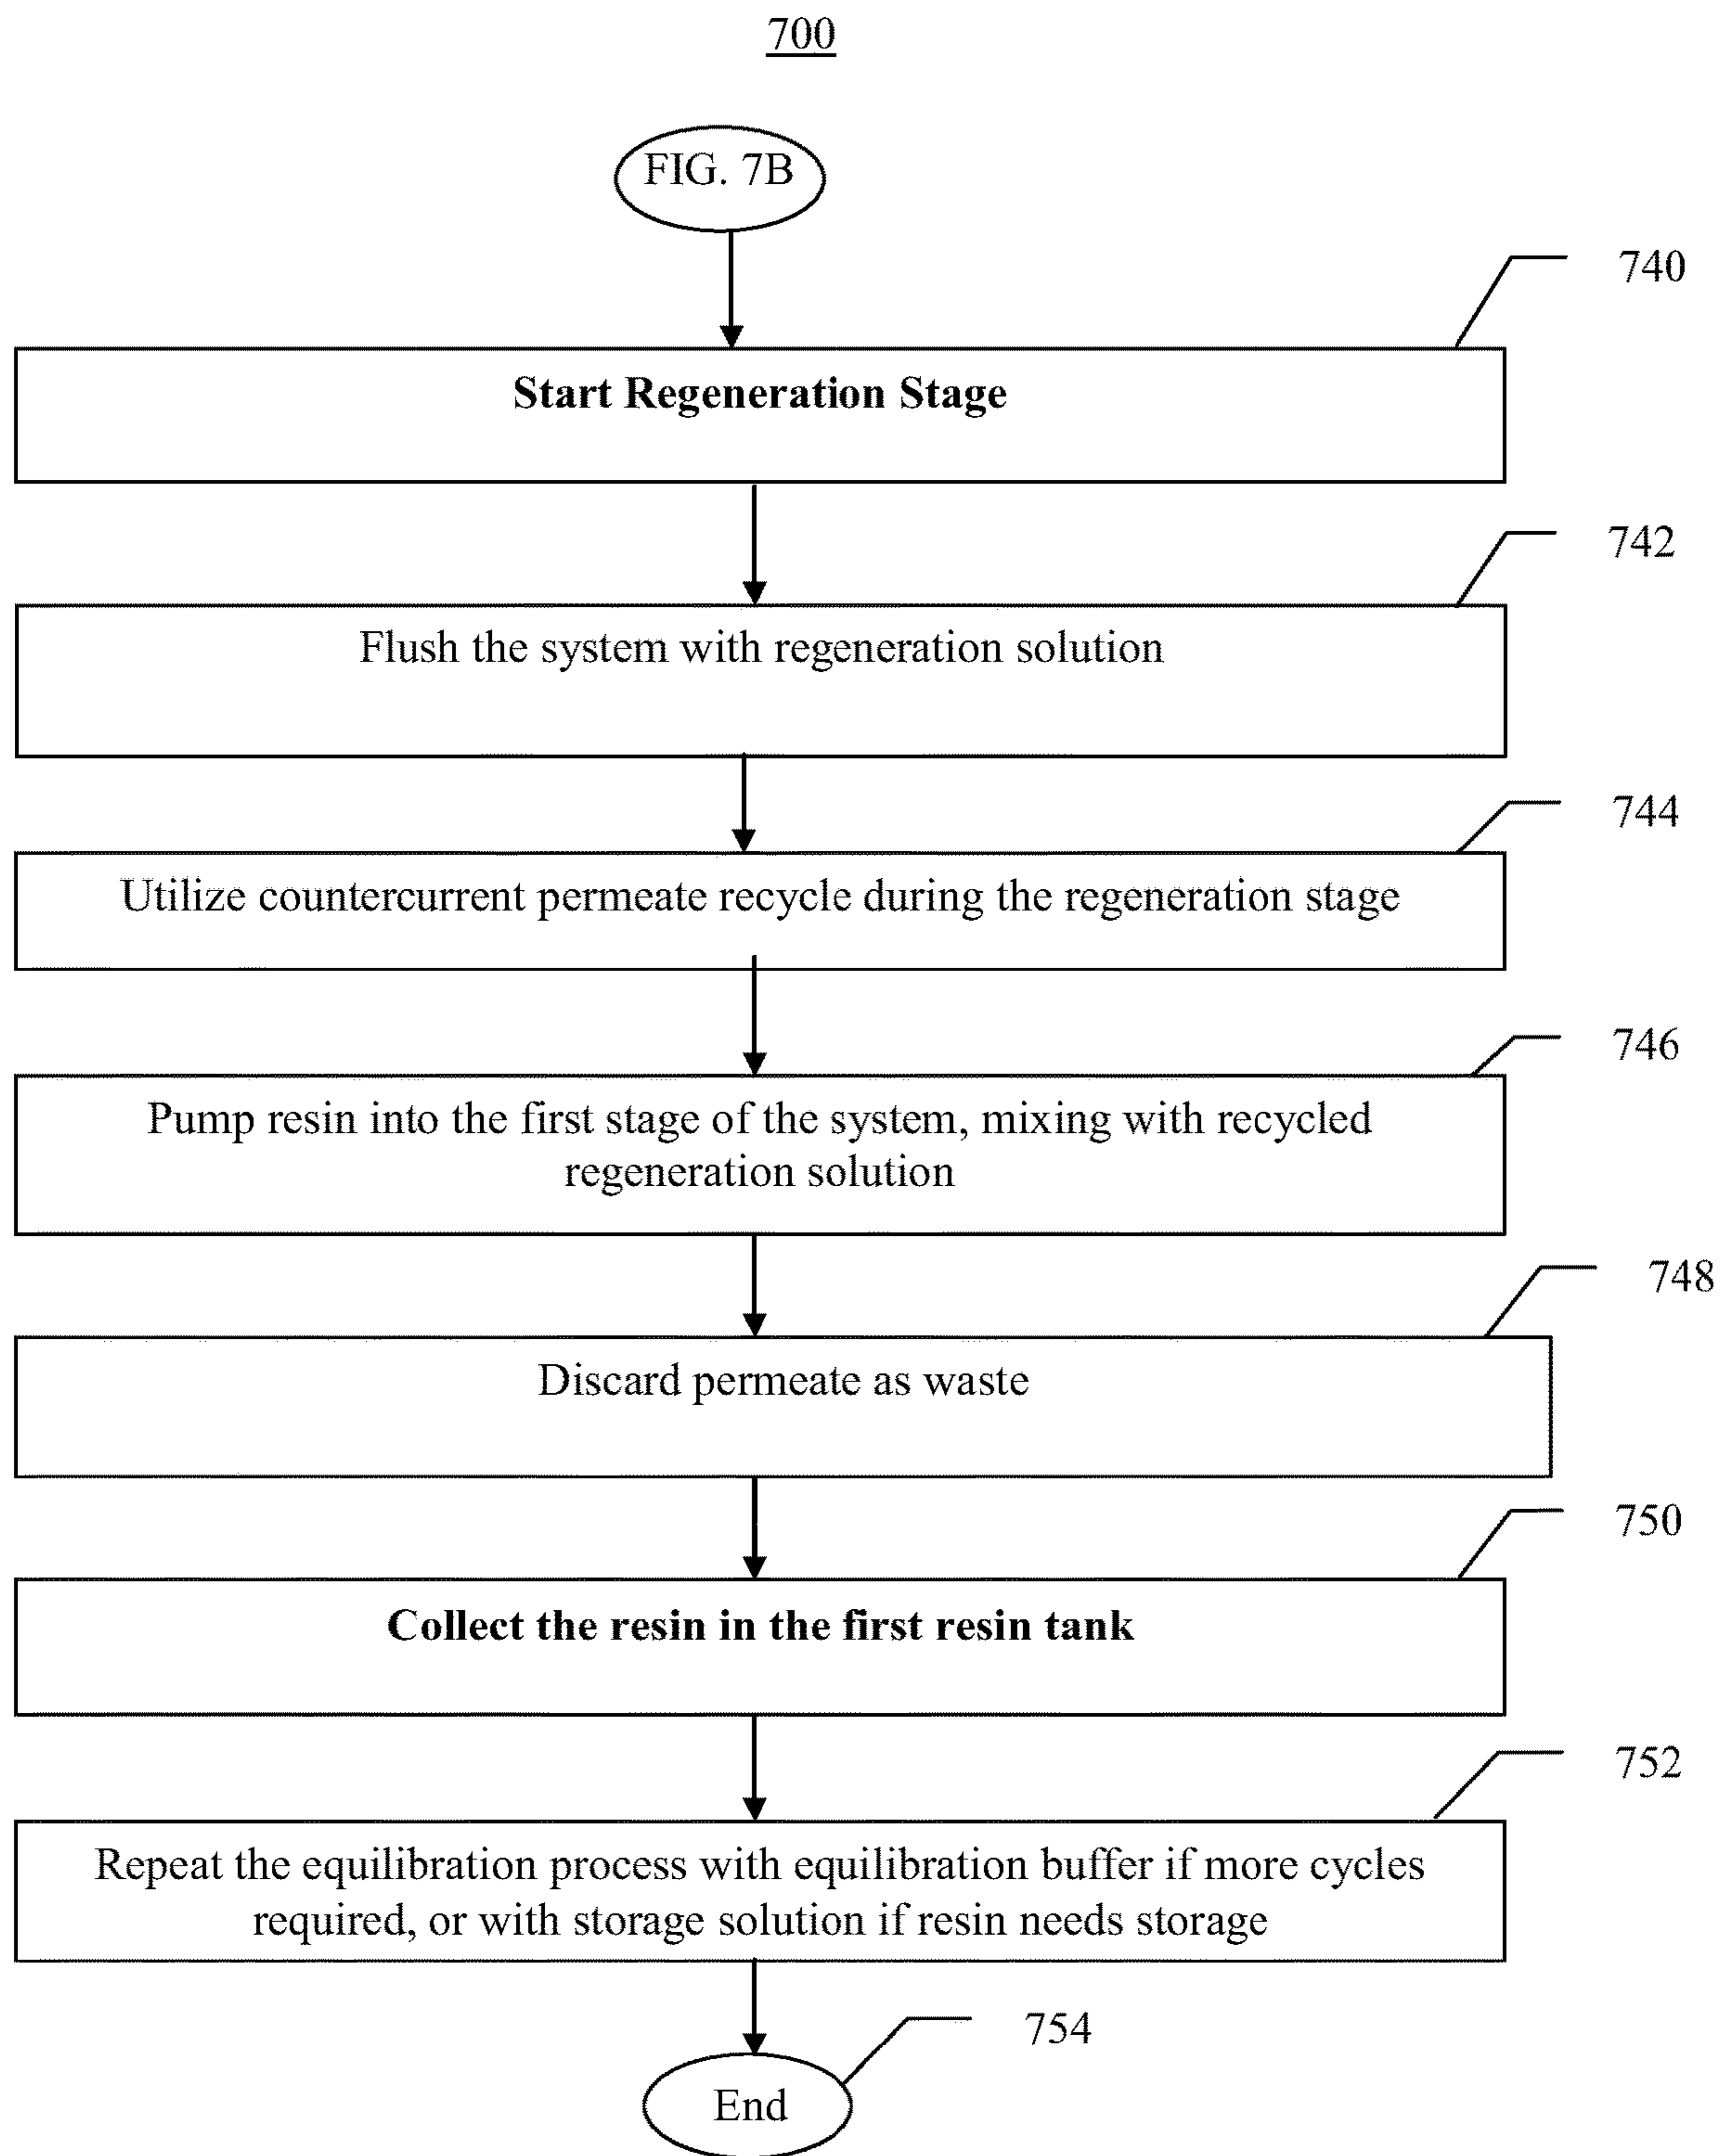 700
FIG. 7B
740
Start Regeneration Stage
742
Flush the system with regeneration solution
744
Utilize countercurrent permeate recycle during the regeneration stage
746
Pump resin into the first stage of the system, mixing with recycled
regeneration solution
748
Discard permeate as waste
750
Collect the resin in the first resin tank
752
Repeat the equilibration process with equilibration buffer if more cycles
required, or with storage solution if resin needs storage
754
End